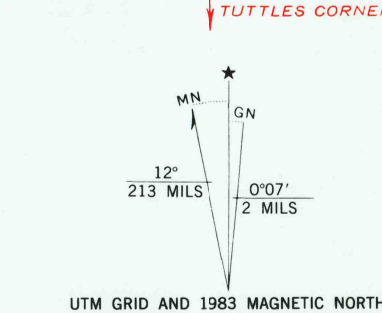 TUTTLES CORNE
★
MN
GN
12°
213 MILS
0°07′
2 MILS
UTM GRID AND 1983 MAGNETIC NORTH